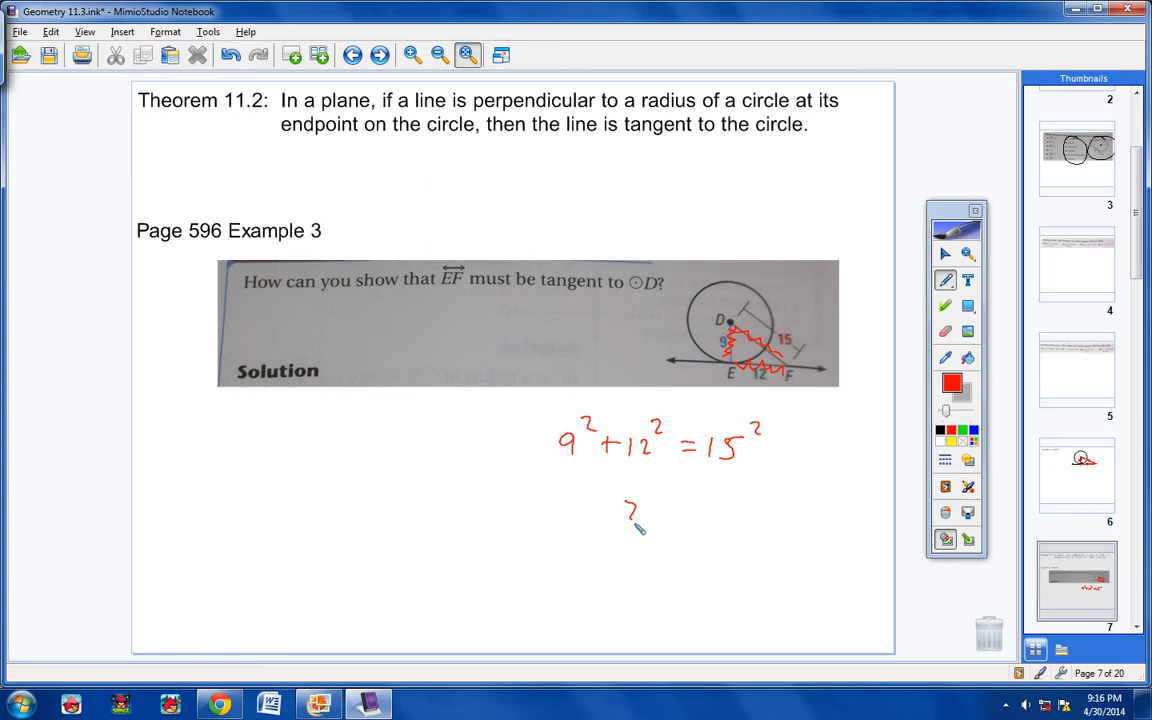 Geometry 11.3.ink* - MimioStudio Notebook
File Edit View Insert Format Tools Help
Theorem 11.2: In a plane, if a line is perpendicular to a radius of a circle at its
endpoint on the circle, then the line is tangent to the circle.
Page 596 Example 3
How can you show that EF must be tangent to ⊙D?
D
9
15
E 12 F
Solution
9² + 12² = 15²
Thumbnails
2
3
4
5
6
7
T
Page 7 of 20
9:16 PM
4/30/2014